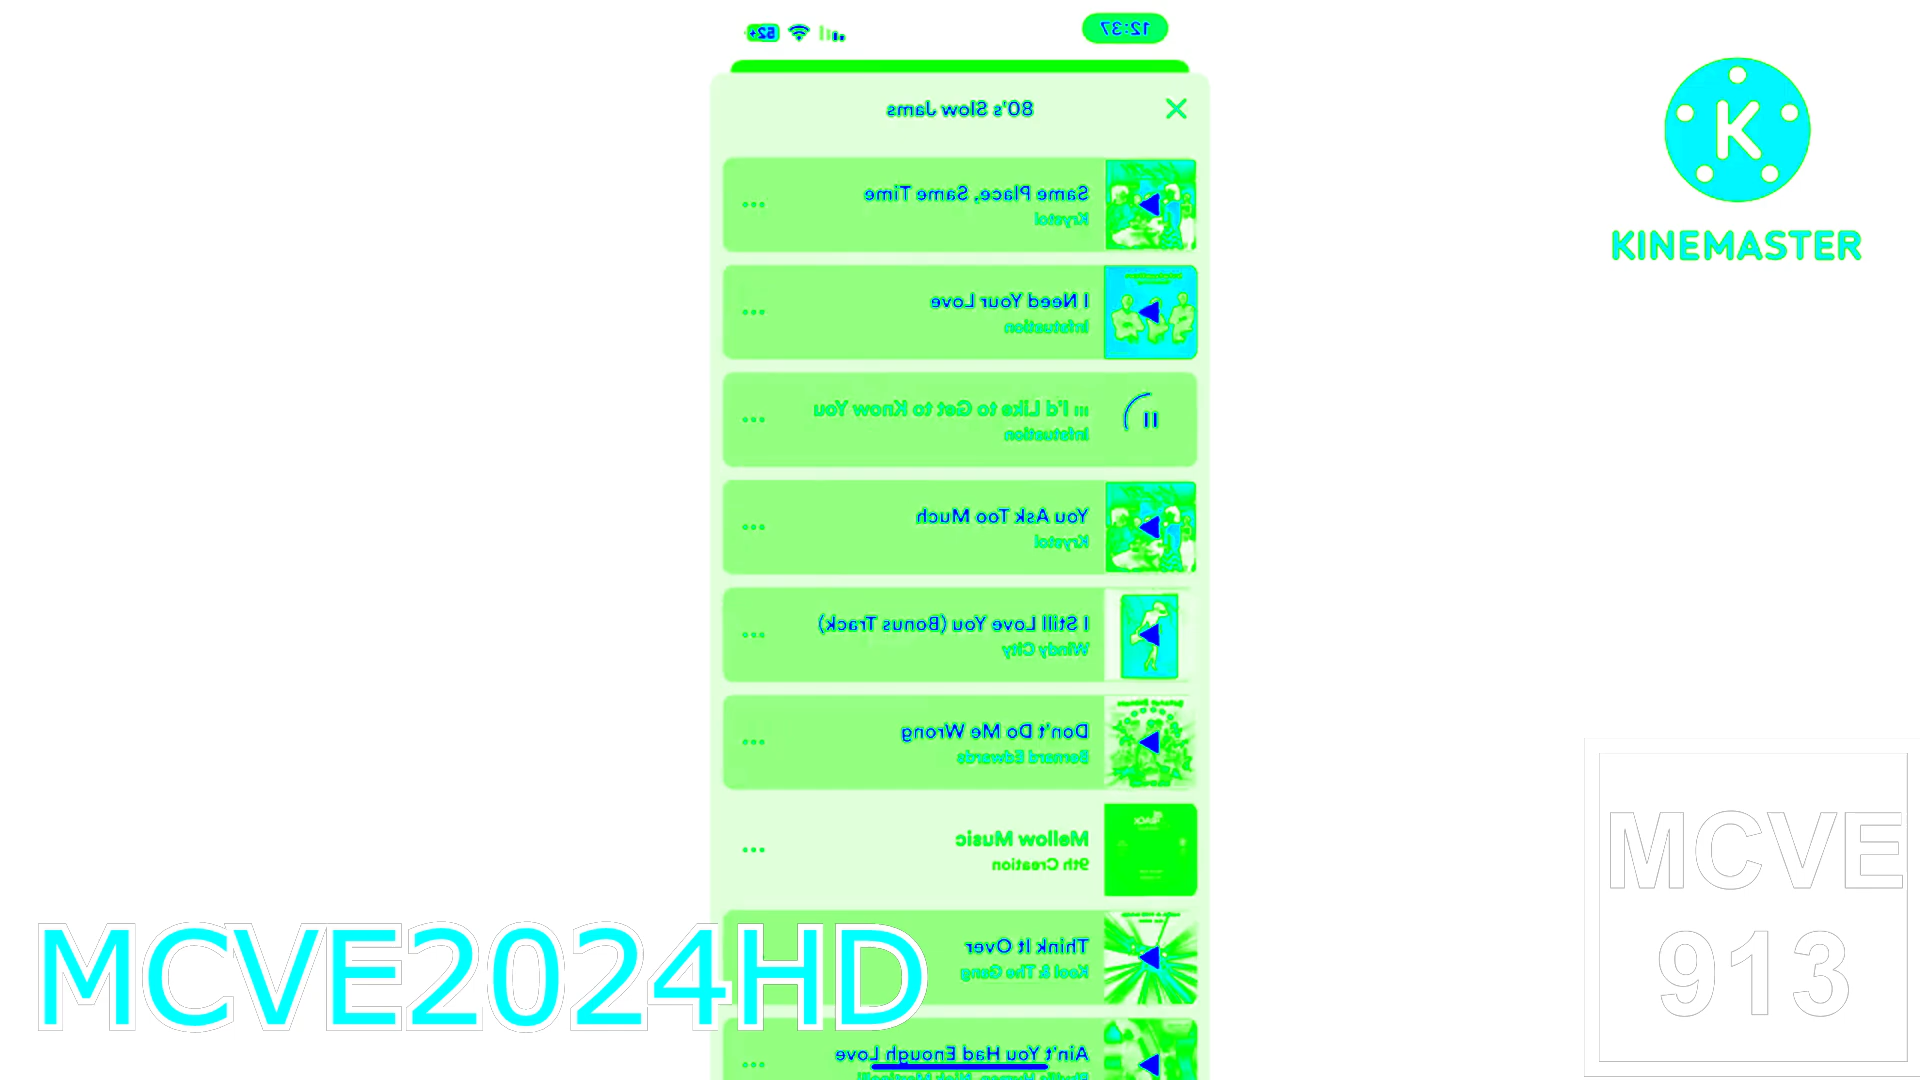 12:37
52+
80's Slow Jams
Same Place, Same Time
Krystol
I Need Your Love
Infatuation
I'd Like to Get to Know You
Infatuation
You Ask Too Much
Krystol
I Still Love You (Bonus Track)
Windy City
Don't Do Me Wrong
Bernard Edwards
Mellow Music
9th Creation
Think It Over
Kool & The Gang
Ain't You Had Enough Love
K
KINEMASTER
MCVE
913
MCVE2024HD